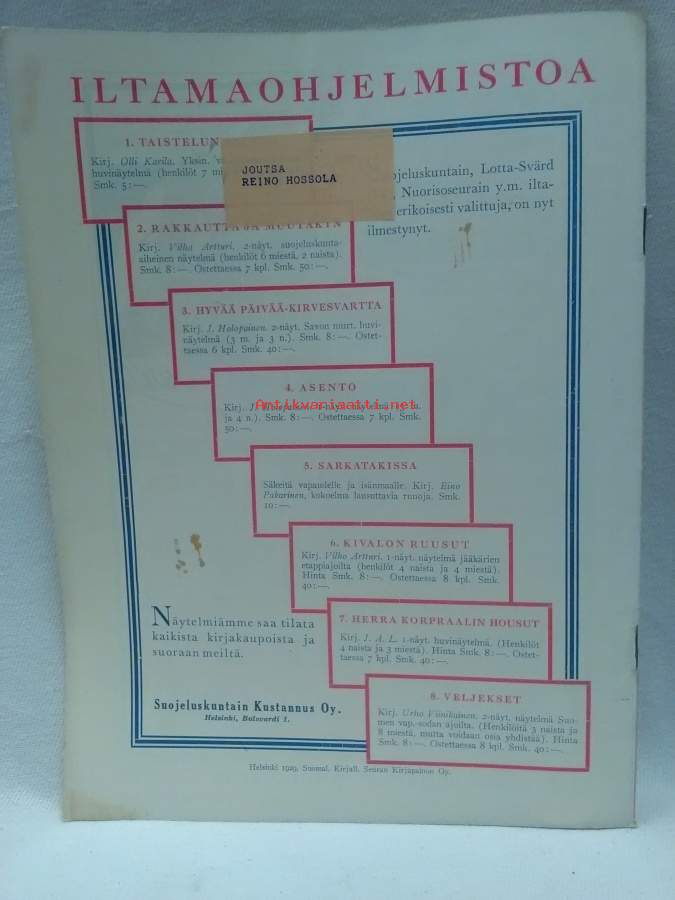 ILTAMAOHJELMISTOA
1. TAISTELUN
Kirj. Olli Karila. Yksin.
huvinäytelmä (henkilöt 7
Smk. 5:—.
JOUTSA
REINO HOSSOLA
Lotta-Svärd
Nuorisoseurain y.m. ilta-
erikoisesti valittuja, on nyt
ilmestynyt.
2. RAKKAUTTA JA MUUTAKIN
Kirj. Vilho Artturi. 2-näyt. suojeluskunta-
aiheinen näytelmä (henkilöt 6 miestä, 2 naista).
Smk. 8:—. Ostettaessa 7 kpl. Smk. 50:—.
3. HYVÄÄ PÄIVÄÄ-KIRVESVARTTA
Kirj. J. Holopainen. 2-näyt. Savon murt. huvi-
näytelmä (3 m. ja 3 n.). Smk. 8:—. Ostet-
taessa 6 kpl. Smk. 40:—.
4. ASENTO
Antikvariaatti.net
Kirj. J. Holopainen.
ja 4 n.). Smk. 8:—. Ostettaessa 7 kpl. Smk.
50:—.
5. SARKATAKISSA
Säkeitä vapaudelle ja isänmaalle. Kirj. Eino
Pakarinen, kokoelma lausuttavia runoja. Smk.
10:—.
6. KIVALON RUUSUT
Kirj. Vilho Artturi. 1-näyt. näytelmä jääkärien
etappiajoilta (henkilöt 4 naista ja 4 miestä).
Hinta Smk. 8:—. Ostettaessa 8 kpl. Smk.
40:—.
7. HERRA KORPRAALIN HOUSUT
Kirj. J. A. L. 1-näyt. huvinäytelmä. (Henkilöt
4 naista ja 3 miestä). Hinta Smk. 8:—. Ostet-
taessa 7 kpl. Smk. 40:—.
8. VELJEKSET
Kirj. Urho Viinikainen. 2-näyt. näytelmä Suo-
men vap.-sodan ajoilta. (Henkilöitä 3 naista ja
8 miestä, mutta voidaan osia yhdistää). Hinta
Smk. 8:—. Ostettaessa 8 kpl. Smk. 40:—.
Näytelmiämme saa tilata
kaikista kirjakaupoista ja
suoraan meiltä.
Suojeluskuntain Kustannus Oy.
Helsinki, Bulevardi 1.
Helsinki 1929. Suomal. Kirjall. Seuran Kirjapainon Oy.